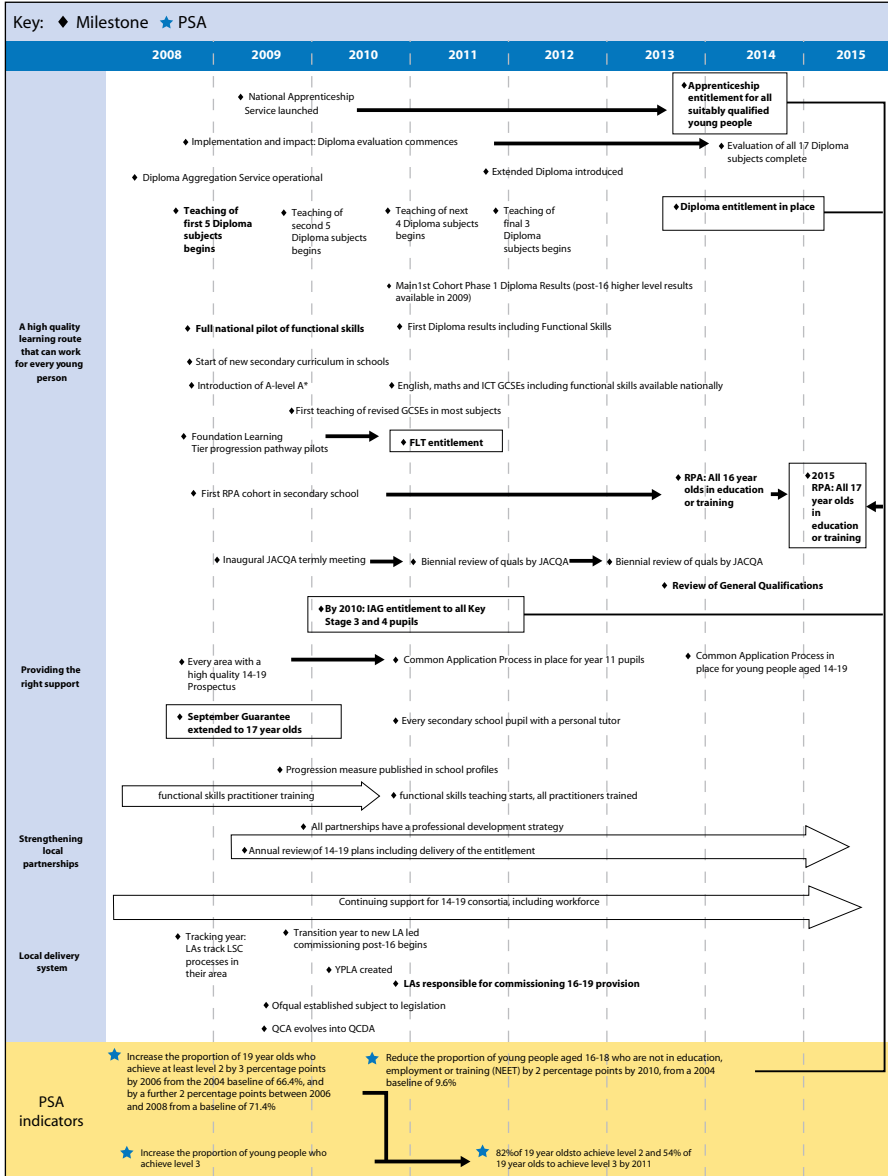 Key: ♦ Milestone ★ PSA
2008 | 2009 | 2010 | 2011 | 2012 | 2013 | 2014 | 2015
A high quality
learning route
that can work
for every young
person
♦ National Apprenticeship
Service launched
♦Apprenticeship
entitlement for all
suitably qualified
young people
♦ Implementation and impact: Diploma evaluation commences
♦ Evaluation of all 17 Diploma
subjects complete
♦ Diploma Aggregation Service operational
♦ Extended Diploma introduced
♦ Teaching of
first 5 Diploma
subjects
begins
♦ Teaching of
second 5
Diploma subjects
begins
♦ Teaching of next
4 Diploma subjects
begins
♦ Teaching of
final 3
Diploma
subjects begins
♦Diploma entitlement in place
♦ Main1st Cohort Phase 1 Diploma Results (post-16 higher level results
available in 2009)
♦ Full national pilot of functional skills
♦ First Diploma results including Functional Skills
♦ Start of new secondary curriculum in schools
♦ Introduction of A-level A*
♦ English, maths and ICT GCSEs including functional skills available nationally
♦First teaching of revised GCSEs in most subjects
♦ Foundation Learning
Tier progression pathway pilots
♦ FLT entitlement
♦ First RPA cohort in secondary school
♦ RPA: All 16 year
olds in education
or training
♦2015
RPA: All 17
year olds
in
education
or training
♦ Inaugural JACQA termly meeting
♦ Biennial review of quals by JACQA
♦ Biennial review of quals by JACQA
♦ Review of General Qualifications
Providing the
right support
♦By 2010: IAG entitlement to all Key
Stage 3 and 4 pupils
♦ Every area with a
high quality 14-19
Prospectus
♦ Common Application Process in place for year 11 pupils
♦ Common Application Process in
place for young people aged 14-19
♦ September Guarantee
extended to 17 year olds
♦ Every secondary school pupil with a personal tutor
♦ Progression measure published in school profiles
functional skills practitioner training
♦ functional skills teaching starts, all practitioners trained
Strengthening
local
partnerships
♦ All partnerships have a professional development strategy
♦Annual review of 14-19 plans including delivery of the entitlement
Continuing support for 14-19 consortia, including workforce
Local delivery
system
♦ Tracking year:
LAs track LSC
processes in
their area
♦ Transition year to new LA led
commissioning post-16 begins
♦ YPLA created
♦ LAs responsible for commissioning 16-19 provision
♦ Ofqual established subject to legislation
♦ QCA evolves into QCDA
PSA
indicators
★ Increase the proportion of 19 year olds who
achieve at least level 2 by 3 percentage points
by 2006 from the 2004 baseline of 66.4%, and
by a further 2 percentage points between 2006
and 2008 from a baseline of 71.4%
★ Reduce the proportion of young people aged 16-18 who are not in education,
employment or training (NEET) by 2 percentage points by 2010, from a 2004
baseline of 9.6%
★ Increase the proportion of young people who
achieve level 3
★ 82%of 19 year oldsto achieve level 2 and 54% of
19 year olds to achieve level 3 by 2011